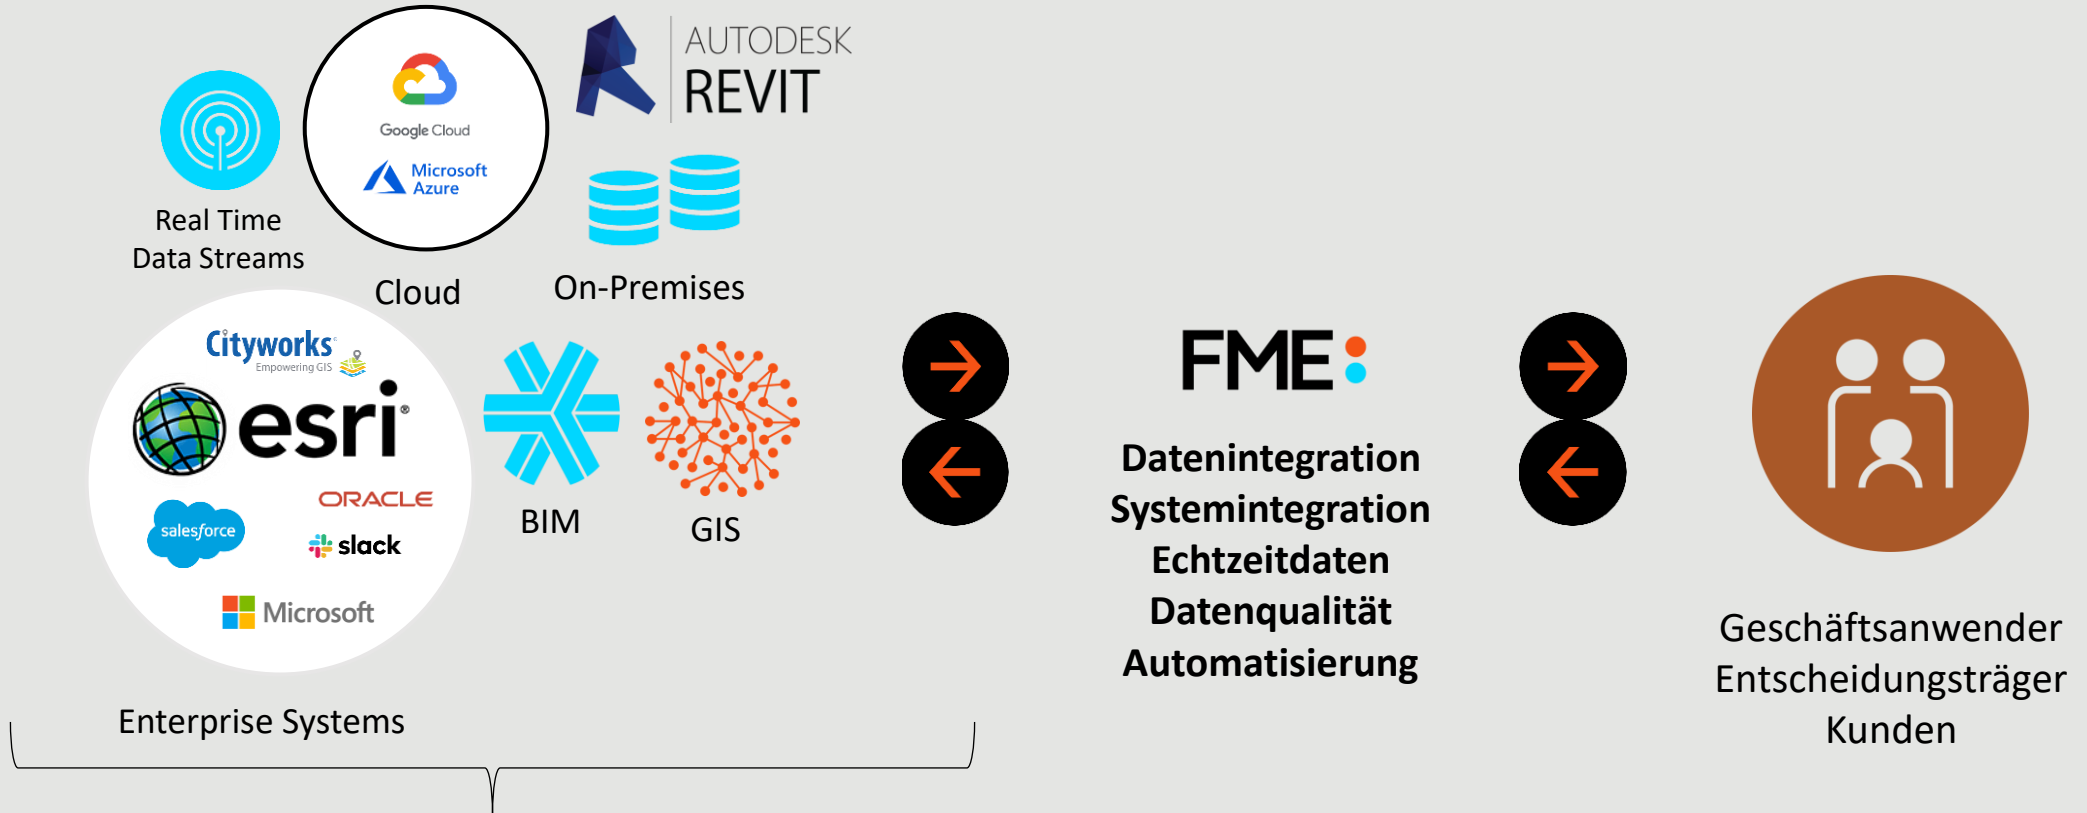 AUTODESK
REVIT
Google Cloud
Microsoft
Azure
Real Time
Data Streams
Cloud
On-Premises
Cityworks
Empowering GIS
esri®
ORACLE
salesforce
slack
Microsoft
Enterprise Systems
BIM
GIS
FME
Datenintegration
Systemintegration
Echtzeitdaten
Datenqualität
Automatisierung
Geschäftsanwender
Entscheidungsträger
Kunden